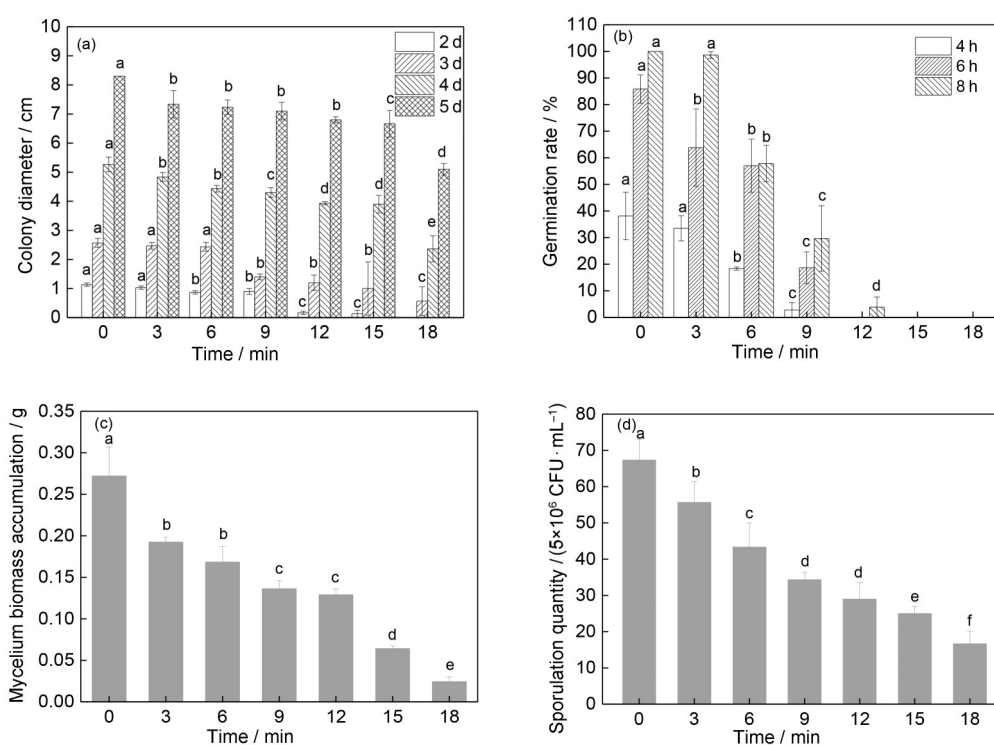 (a)
2 d
3 d
4 d
5 d
Colony diameter / cm
10
9
8
7
6
5
4
3
2
1
0
a a a a
a a b b
b a b b
b b c b
c b d b
c b d c
c e d
0 3 6 9 12 15 18
Time / min
(b)
4 h
6 h
8 h
Germination rate / %
100
90
80
70
60
50
40
30
20
10
0
a a a
a b a
b b b
c c c
d
0 3 6 9 12 15 18
Time / min
(c)
Mycelium biomass accumulation / g
0.35
0.30
0.25
0.20
0.15
0.10
0.05
0.00
a b b c c d e
0 3 6 9 12 15 18
Time / min
(d)
Sporulation quantity / (5×10⁶ CFU·mL⁻¹)
80
70
60
50
40
30
20
10
0
a b c d d e f
0 3 6 9 12 15 18
Time / min